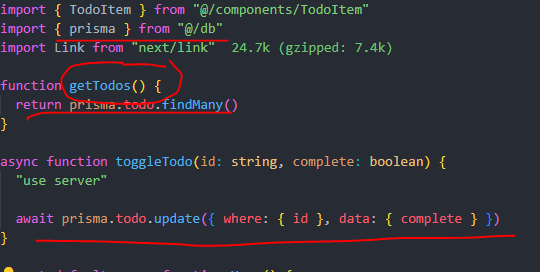 import { TodoItem } from "@/components/TodoItem"
import { prisma } from "@/db"
import Link from "next/link" 24.7k (gzipped: 7.4k)
function getTodos() {
return prisma.todo.findMany()
}
async function toggleTodo(id: string, complete: boolean) {
"use server"
await prisma.todo.update({ where: { id }, data: { complete } })
}